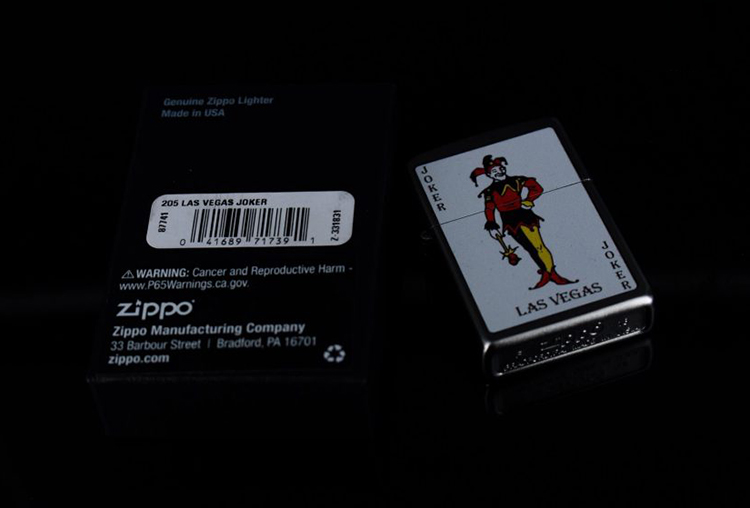 Genuine Zippo Lighter
Made in USA
205 LAS VEGAS JOKER
87741
0 41689 71739 1
Z-331831
⚠WARNING: Cancer and Reproductive Harm -
www.P65Warnings.ca.gov.
zippo
Zippo Manufacturing Company
33 Barbour Street | Bradford, PA 16701
zippo.com
JOKER
JOKER
LAS VEGAS
Zippo